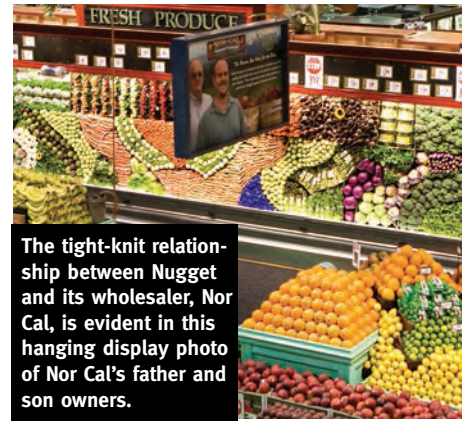 FRESH PRODUCE
The tight-knit relation-
ship between Nugget
and its wholesaler, Nor
Cal, is evident in this
hanging display photo
of Nor Cal’s father and
son owners.